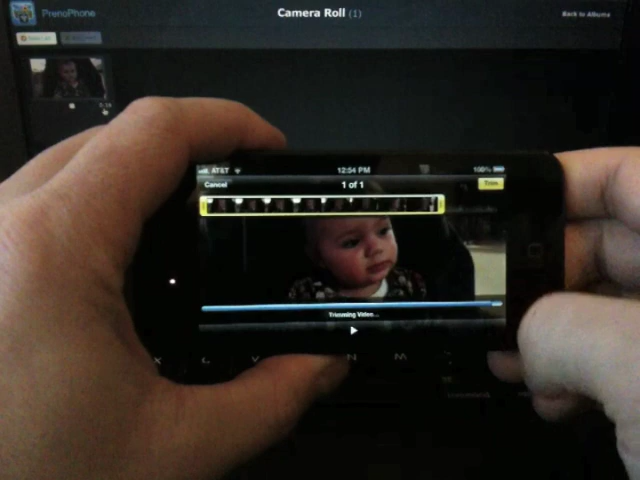 PrenoPhone
Camera Roll (1)
Back to Albums
AT&T
12:54 PM
100%
Cancel
1 of 1
Trim
Trimming Video...
N
M
command